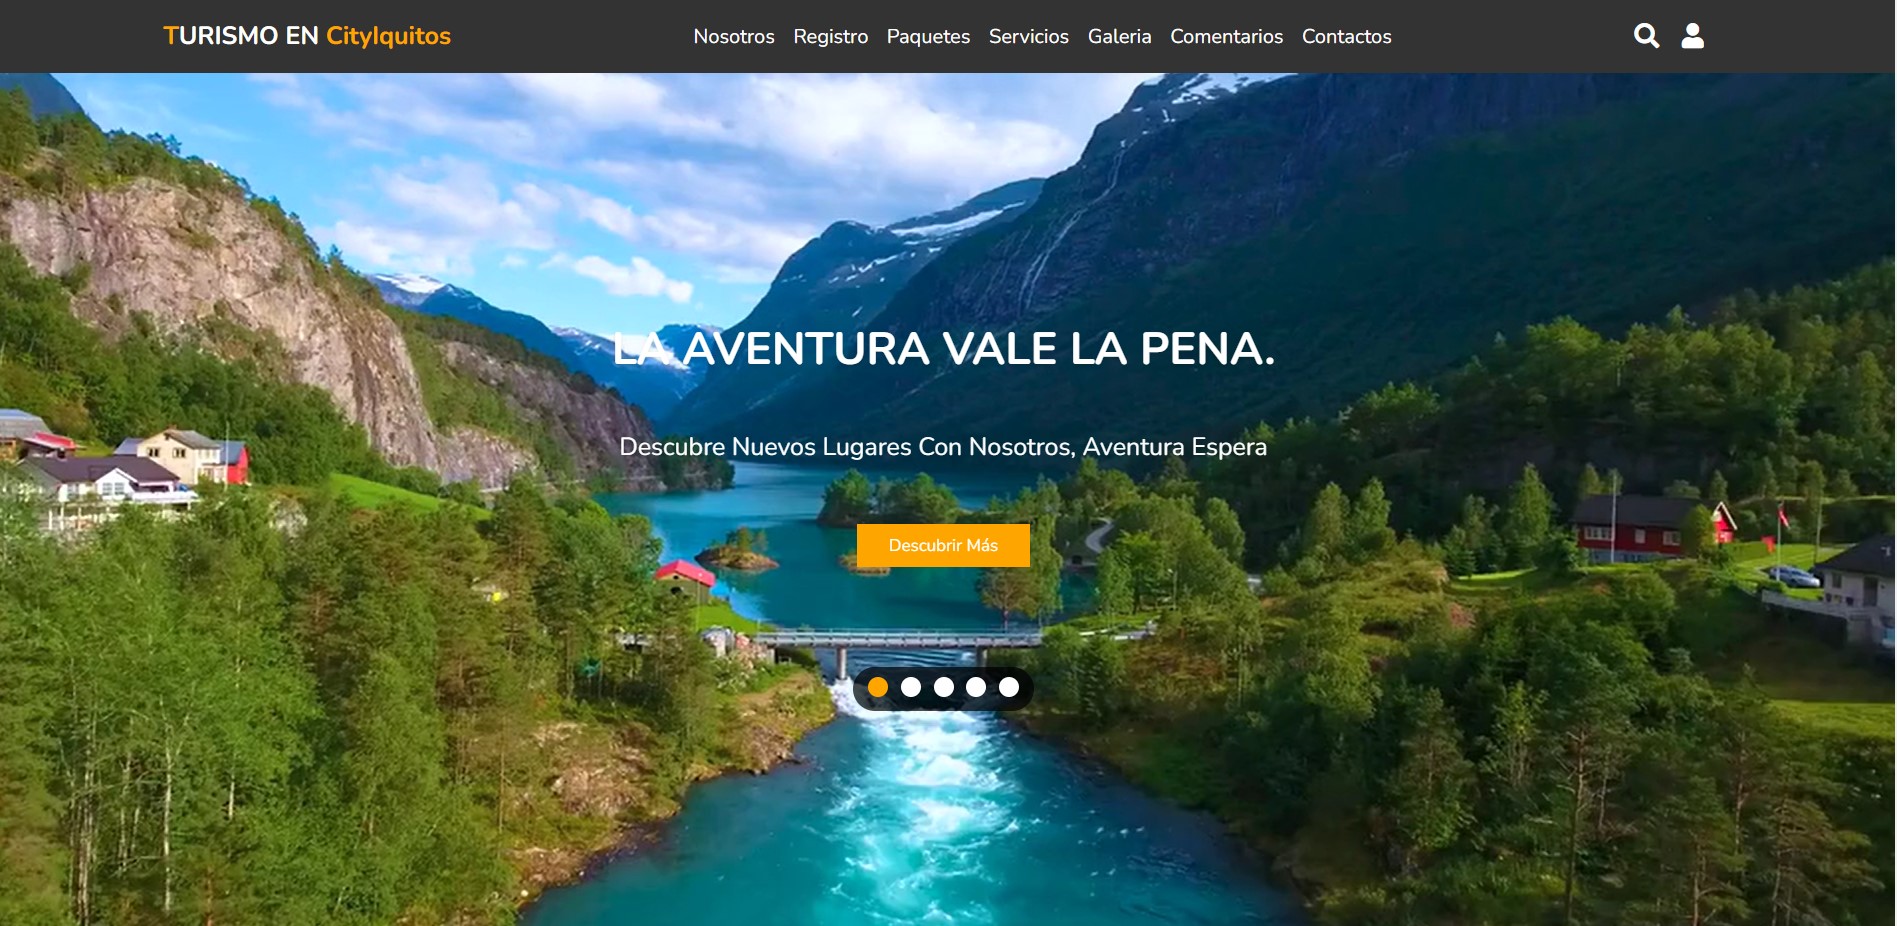 TURISMO EN CityIquitos
Nosotros Registro Paquetes Servicios Galeria Comentarios Contactos
LA AVENTURA VALE LA PENA.
Descubre Nuevos Lugares Con Nosotros, Aventura Espera
Descubrir Más